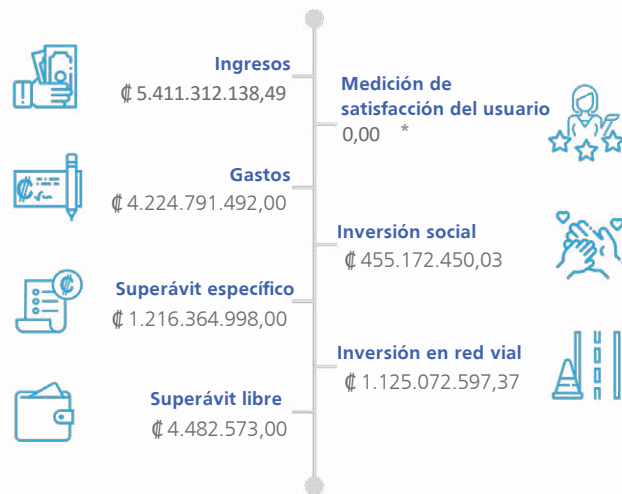 Ingresos
₡ 5.411.312.138,49
Gastos
₡ 4.224.791.492,00
Superávit específico
₡ 1.216.364.998,00
Superávit libre
₡ 4.482.573,00
Medición de
satisfacción del usuario
0,00 *
Inversión social
₡ 455.172.450,03
Inversión en red vial
₡ 1.125.072.597,37